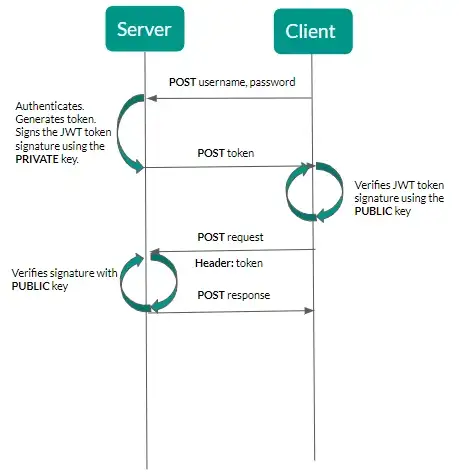 Server
Client
POST username, password
Authenticates.
Generates token.
Signs the JWT token
signature using the
PRIVATE key.
POST token
Verifies JWT token
signature using the
PUBLIC key
POST request
Header: token
Verifies signature with
PUBLIC key
POST response